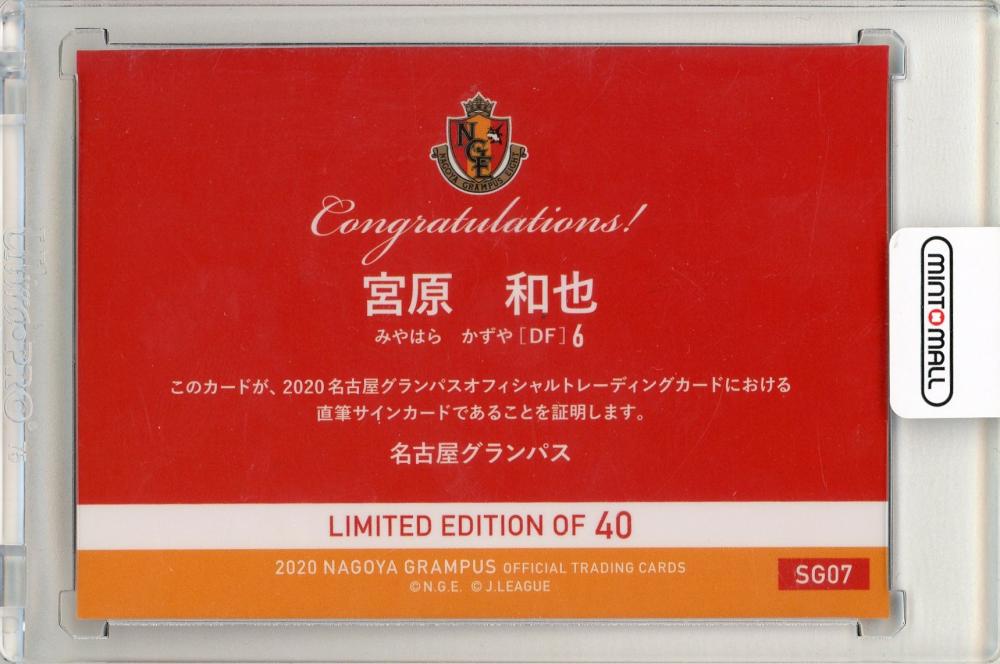 NGE
NAGOYA GRAMPUS EIGHT
Congratulations!
宮原 和也
みやはら かずや [DF] 6
このカードが、2020名古屋グランパスオフィシャルトレーディングカードにおける
直筆サインカードであることを証明します。
名古屋グランパス
LIMITED EDITION OF 40
2020 NAGOYA GRAMPUS OFFICIAL TRADING CARDS
©N.G.E. ©J.LEAGUE
SG07
MINT MALL